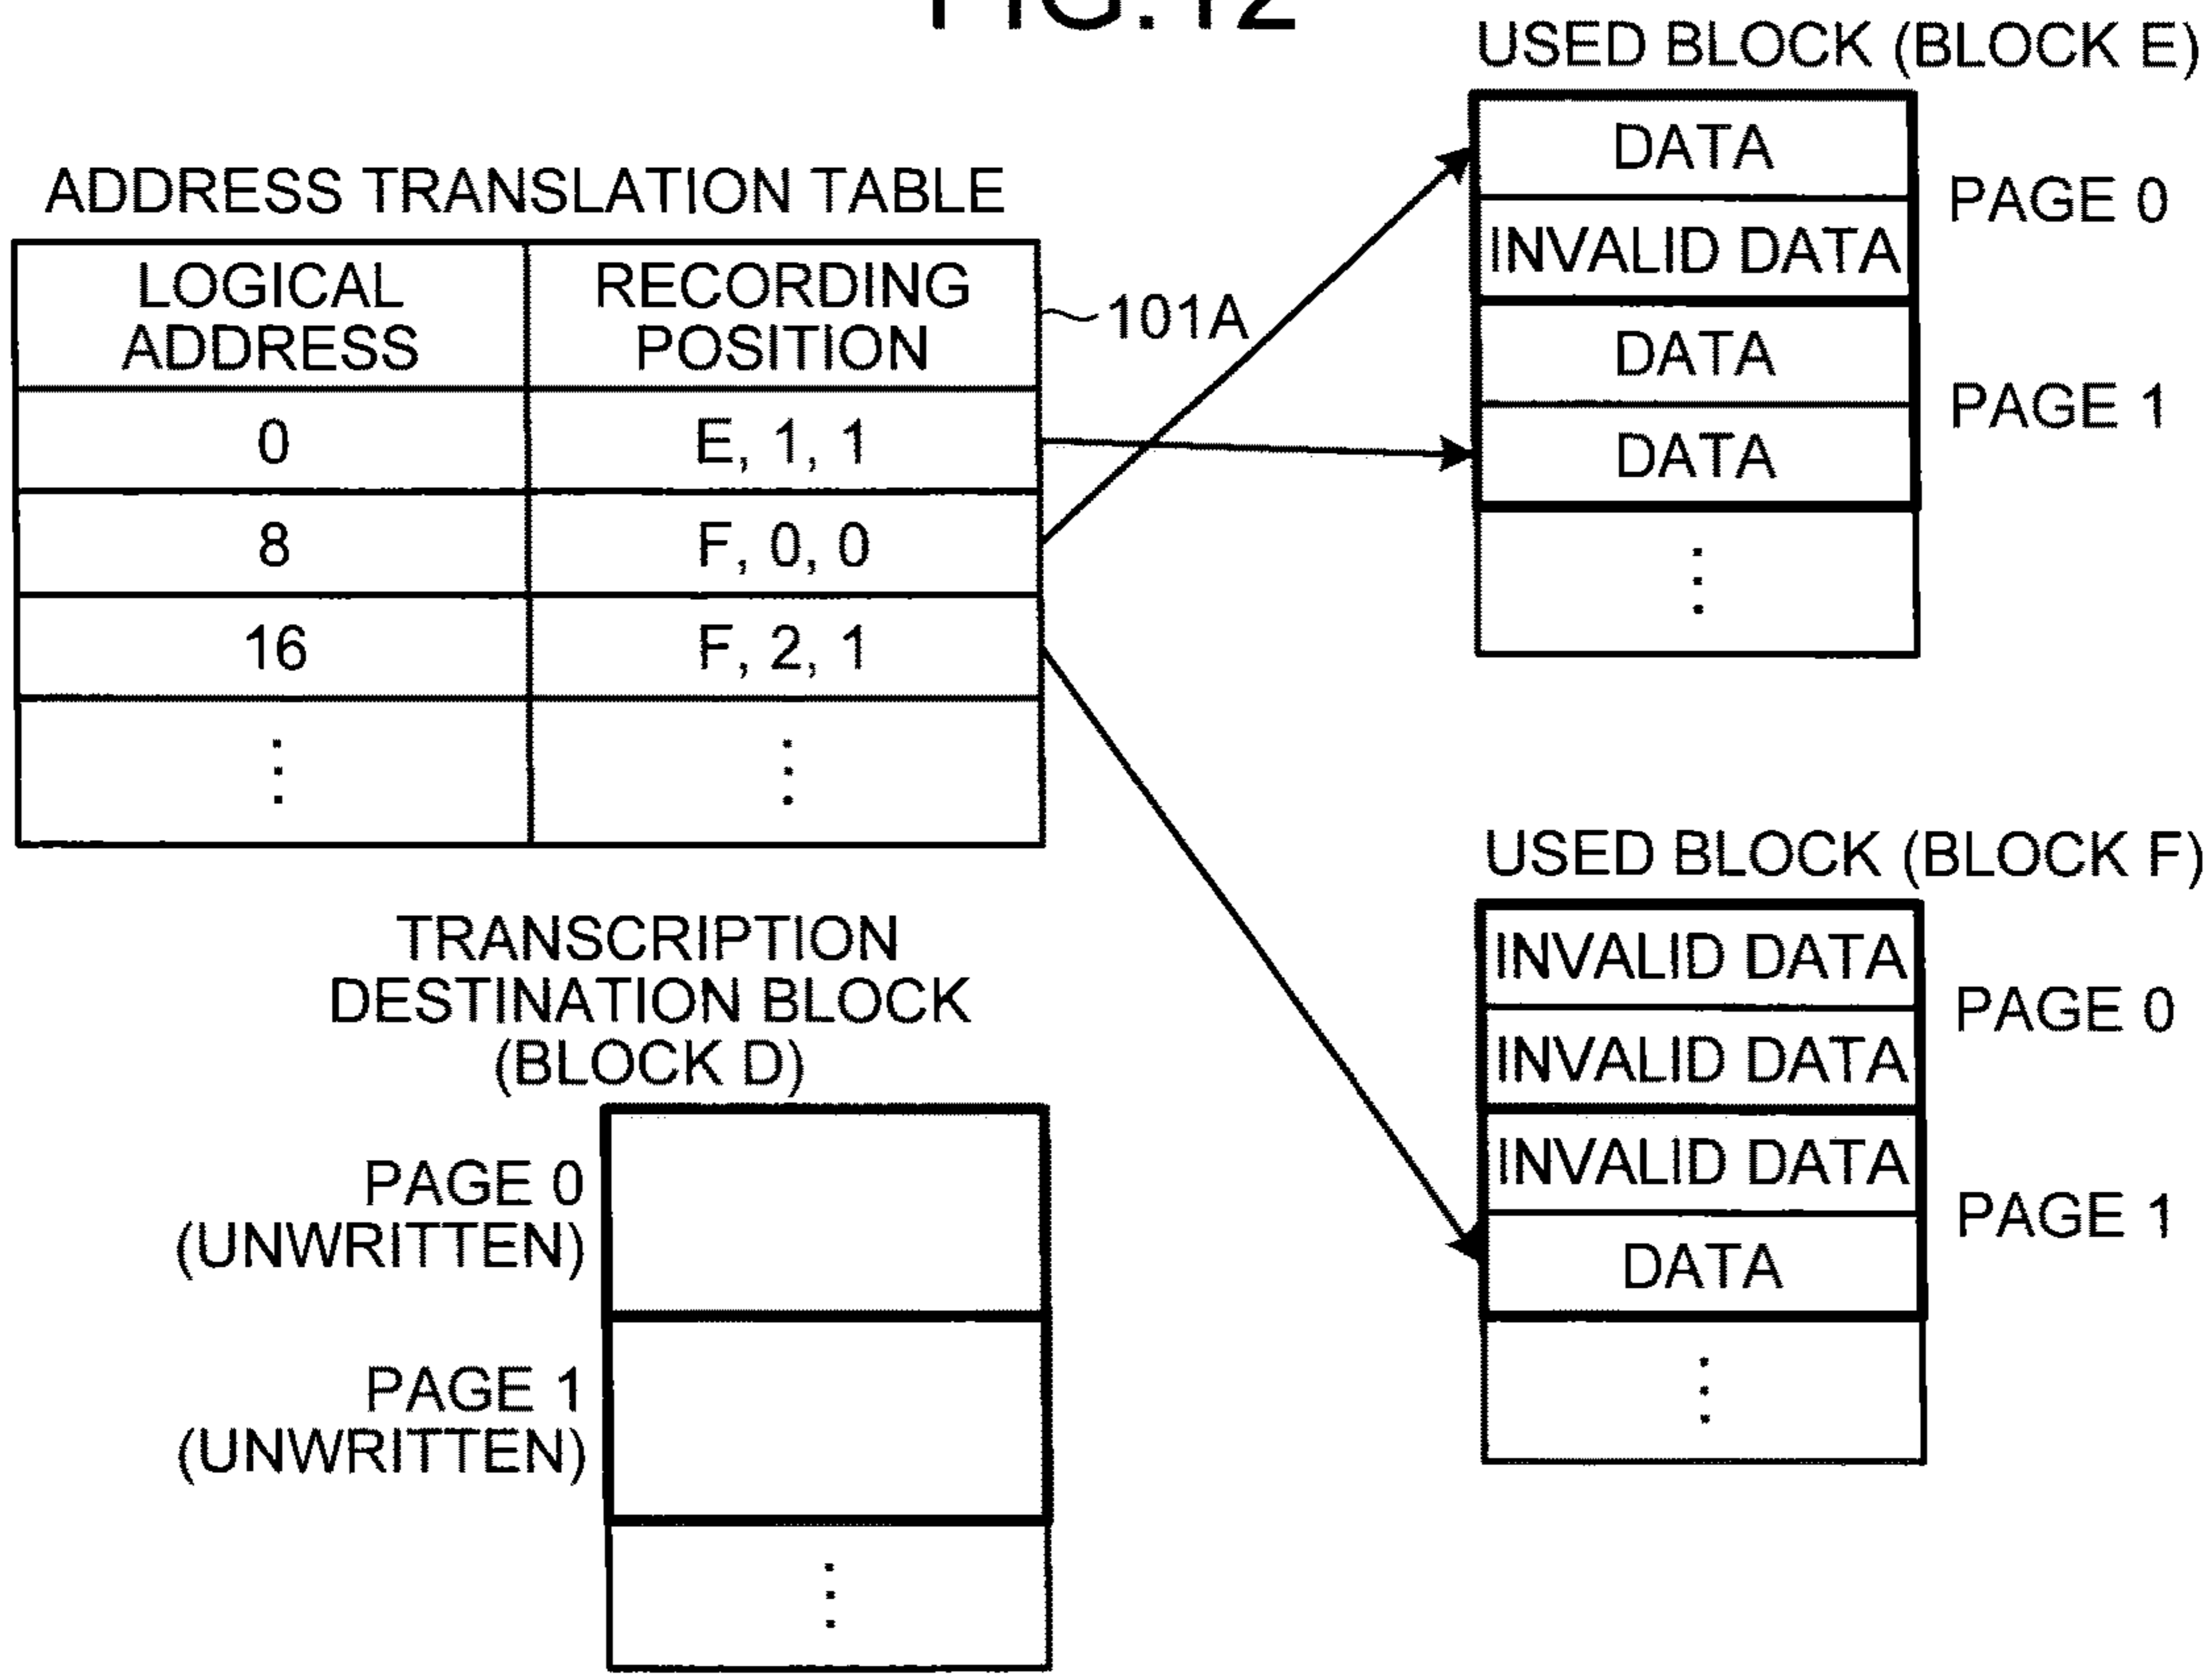 FIG.12
ADDRESS TRANSLATION TABLE
LOGICAL ADDRESS
RECORDING POSITION
101A
0
E, 1, 1
8
F, 0, 0
16
F, 2, 1
USED BLOCK (BLOCK E)
DATA
INVALID DATA
PAGE 0
DATA
DATA
PAGE 1
USED BLOCK (BLOCK F)
INVALID DATA
INVALID DATA
PAGE 0
INVALID DATA
DATA
PAGE 1
TRANSCRIPTION
DESTINATION BLOCK
(BLOCK D)
PAGE 0
(UNWRITTEN)
PAGE 1
(UNWRITTEN)